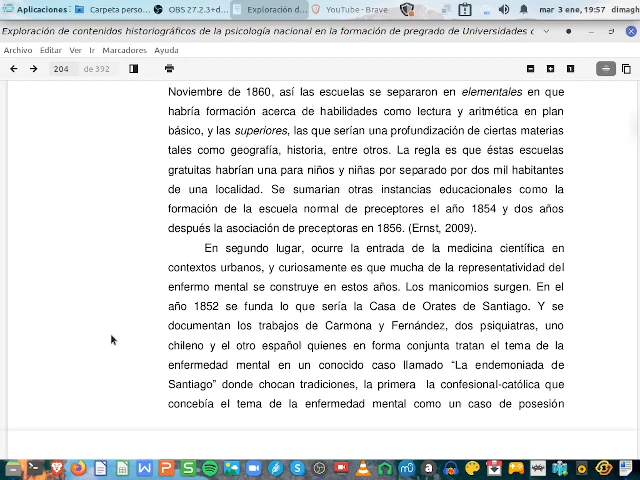 Aplicaciones Carpeta perso... OBS 27.2.3+d... Exploración d... YouTube - Brave mar 3 ene, 19:57 dimagh
Exploración de contenidos historiográficos de la psicología nacional en la formación de pregrado de Universidades c
Archivo Editar Ver Ir Marcadores Ayuda
204 de 392
Noviembre de 1860, así las escuelas se separaron en elementales en que
habría formación acerca de habilidades como lectura y aritmética en plan
básico, y las superiores, las que serían una profundización de ciertas materias
tales como geografía, historia, entre otros. La regla es que éstas escuelas
gratuitas habrían una para niños y niñas por separado por dos mil habitantes
de una localidad. Se sumarian otras instancias educacionales como la
formación de la escuela normal de preceptores el año 1854 y dos años
después la asociación de preceptoras en 1856. (Ernst, 2009).
En segundo lugar, ocurre la entrada de la medicina científica en
contextos urbanos, y curiosamente es que mucha de la representatividad del
enfermo mental se construye en estos años. Los manicomios surgen. En el
año 1852 se funda lo que sería la Casa de Orates de Santiago. Y se
documentan los trabajos de Carmona y Fernández, dos psiquiatras, uno
chileno y el otro español quienes en forma conjunta tratan el tema de la
enfermedad mental en un conocido caso llamado “La endemoniada de
Santiago” donde chocan tradiciones, la primera la confesional-católica que
concebía el tema de la enfermedad mental como un caso de posesión